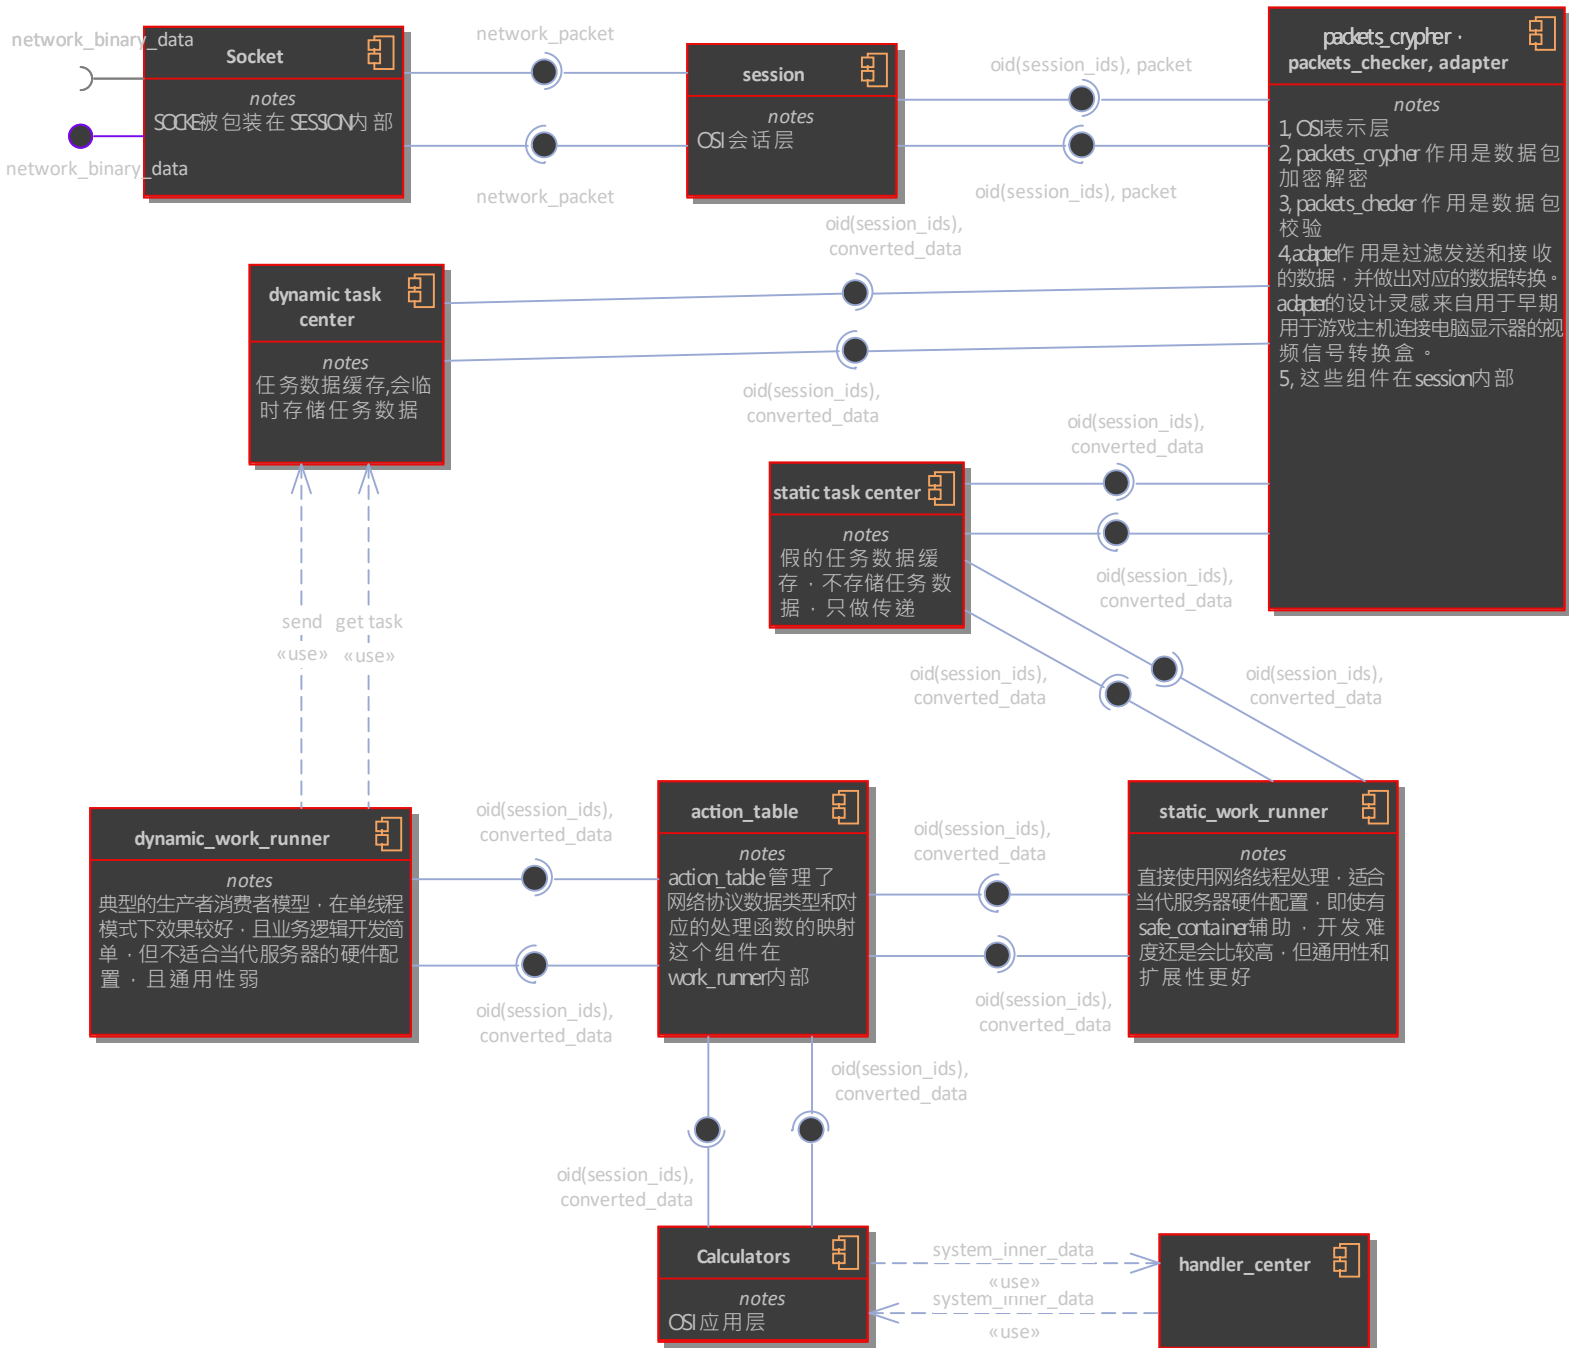 network_binary_data
network_binary_data
Socket
notes
SOCKE被包装在 SESSION内部
network_packet
network_packet
session
notes
OSI会话层
oid(session_ids), packet
oid(session_ids), packet
packets_crypher ·
packets_checker, adapter
notes
1, OSI表示层
2, packets_crypher 作用是数据包
加密解密
3, packets_checker 作用是数据包
校验
4,adapte作用是过滤发送和接收
的数据 · 并做出对应的数据转换。
adapter的设计灵感来自用于早期
用于游戏主机连接电脑显示器的视
频信号转换盒。
5, 这些组件在session内部
oid(session_ids),
converted_data
oid(session_ids),
converted_data
dynamic task
center
notes
任务数据缓存,会临
时存储任务数据
oid(session_ids),
converted_data
oid(session_ids),
converted_data
static task center
notes
假的任务数据缓
存 · 不存储任务数
据 · 只做传递
send
«use»
get task
«use»
oid(session_ids),
converted_data
oid(session_ids),
converted_data
dynamic_work_runner
notes
典型的生产者消费者模型 · 在单线程
模式下效果较好 · 且业务逻辑开发简
单 · 但不适合当代服务器的硬件配
置 · 且通用性弱
oid(session_ids),
converted_data
oid(session_ids),
converted_data
action_table
notes
action_table管理了
网络协议数据类型和对
应的处理函数的映射
这个组件在
work_runner内部
oid(session_ids),
converted_data
oid(session_ids),
converted_data
static_work_runner
notes
直接使用网络线程处理 · 适合
当代服务器硬件配置 · 即使有
safe_container辅助 · 开发难
度还是会比较高 · 但通用性和
扩展性更好
oid(session_ids),
converted_data
oid(session_ids),
converted_data
Calculators
notes
OSI应用层
system_inner_data
«use»
system_inner_data
«use»
handler_center